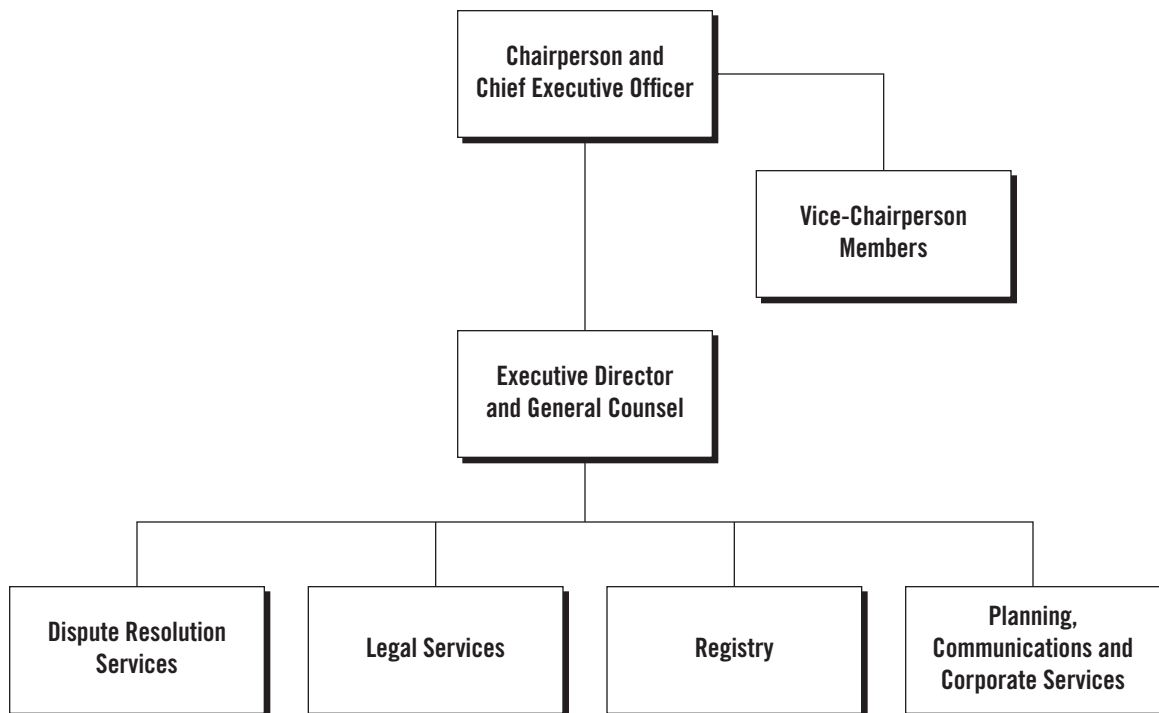 Chairperson and
Chief Executive Officer
Vice-Chairperson
Members
Executive Director
and General Counsel
Dispute Resolution
Services
Legal Services
Registry
Planning,
Communications and
Corporate Services